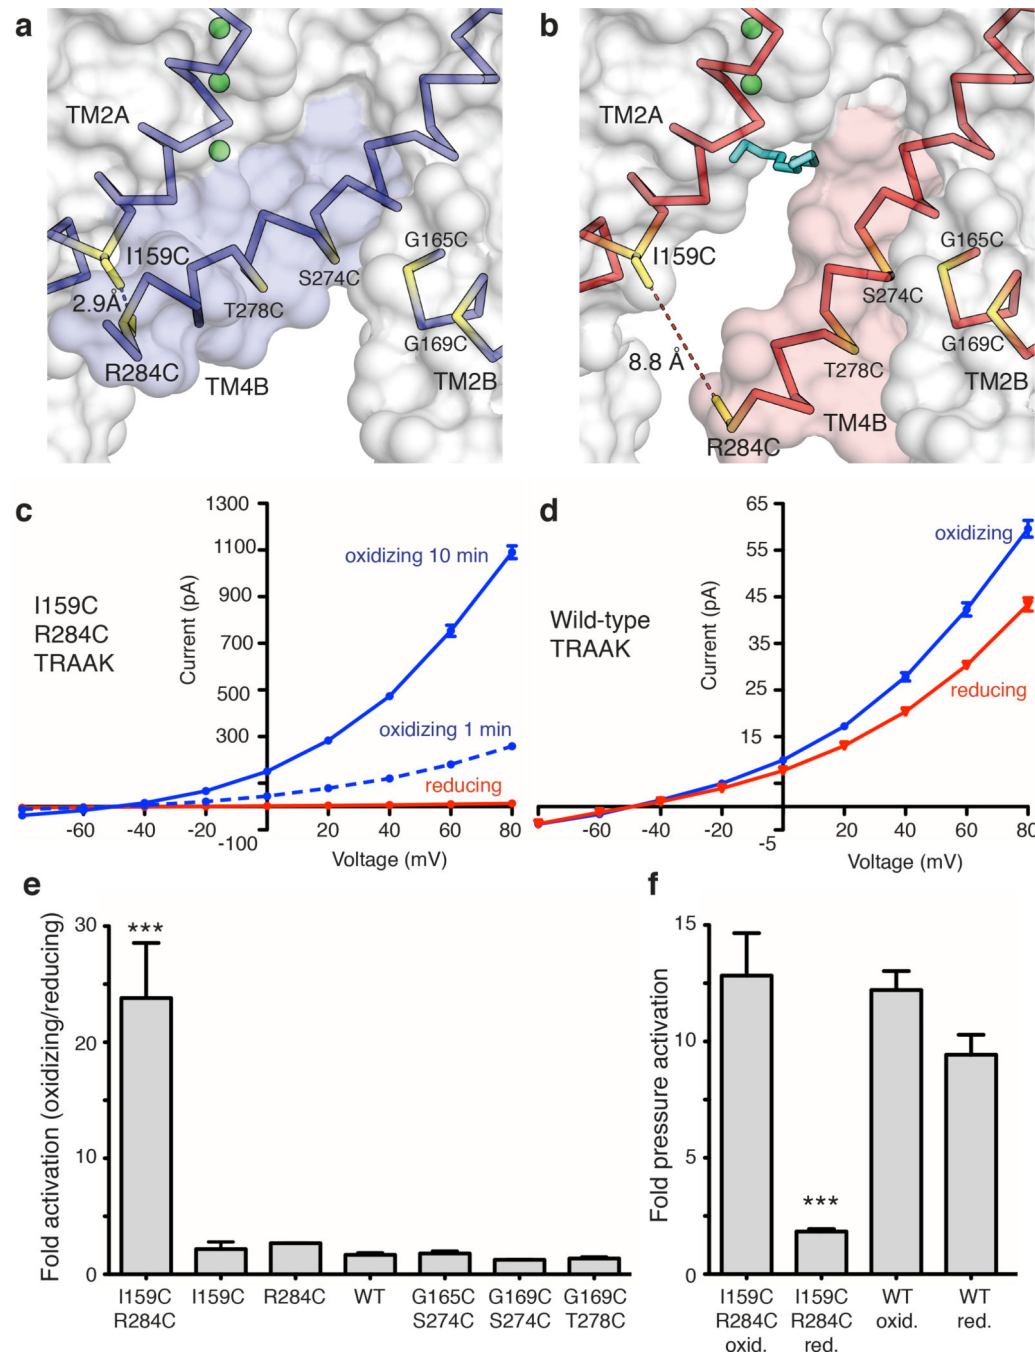 a
TM2A
I159C
2.9Å
S274C
T278C
R284C
TM4B
G165C
G169C
TM2B
b
TM2A
I159C
8.8 Å
G165C
S274C
G169C
T278C
TM2B
TM4B
R284C
c
I159C
R284C
TRAAK
Current (pA)
1300
1100
900
700
500
300
-100
oxidizing 10 min
oxidizing 1 min
reducing
-60 -40 -20 20 40 60 80
Voltage (mV)
d
Wild-type
TRAAK
Current (pA)
65
55
45
35
25
15
-5
oxidizing
reducing
-60 -40 -20 20 40 60 80
Voltage (mV)
e
Fold activation (oxidizing/reducing)
30
20
10
0
***
I159C I159C R284C WT G165C G169C G169C
R284C S274C S274C T278C
f
Fold pressure activation
15
10
5
0
***
I159C I159C WT WT
R284C R284C oxid. red.
oxid. red.